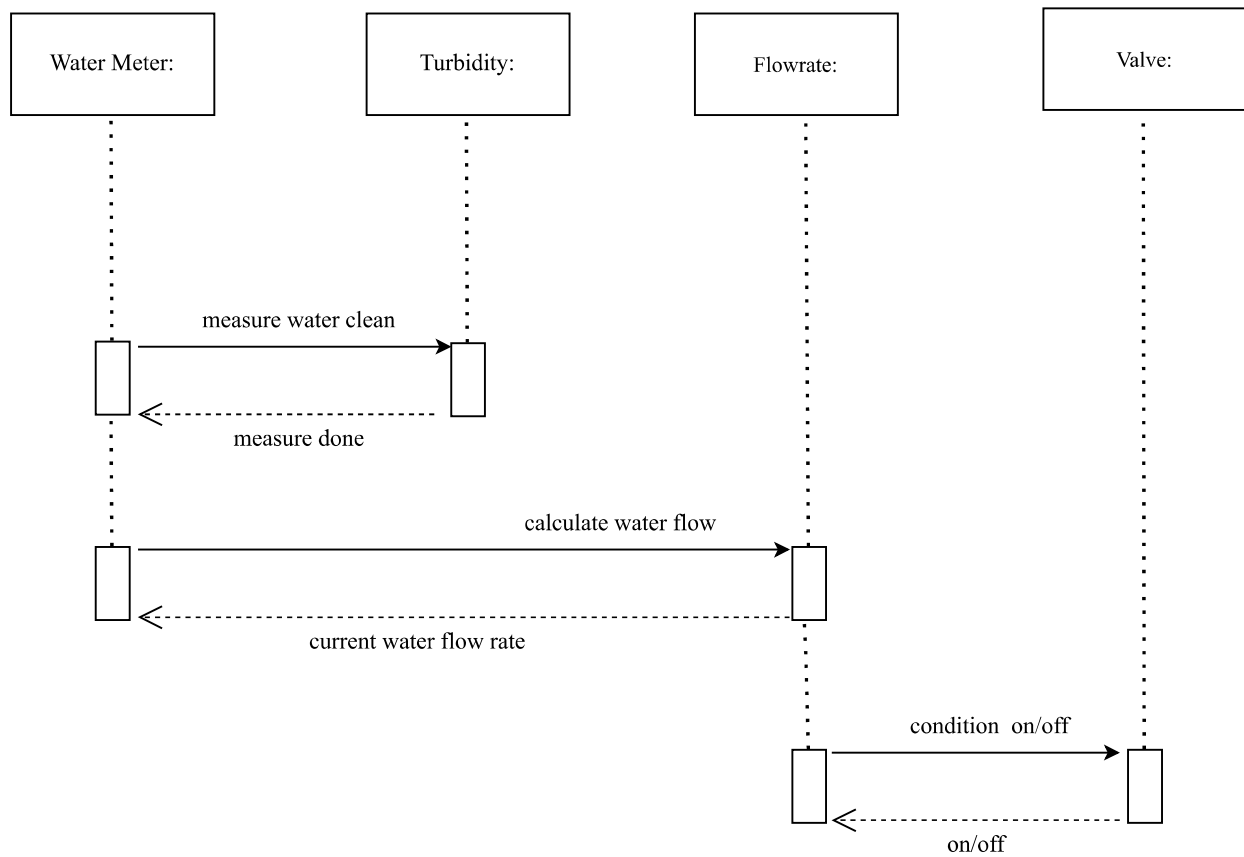 Water Meter:
Turbidity:
Flowrate:
Valve:
measure water clean
measure done
calculate water flow
current water flow rate
condition on/off
on/off